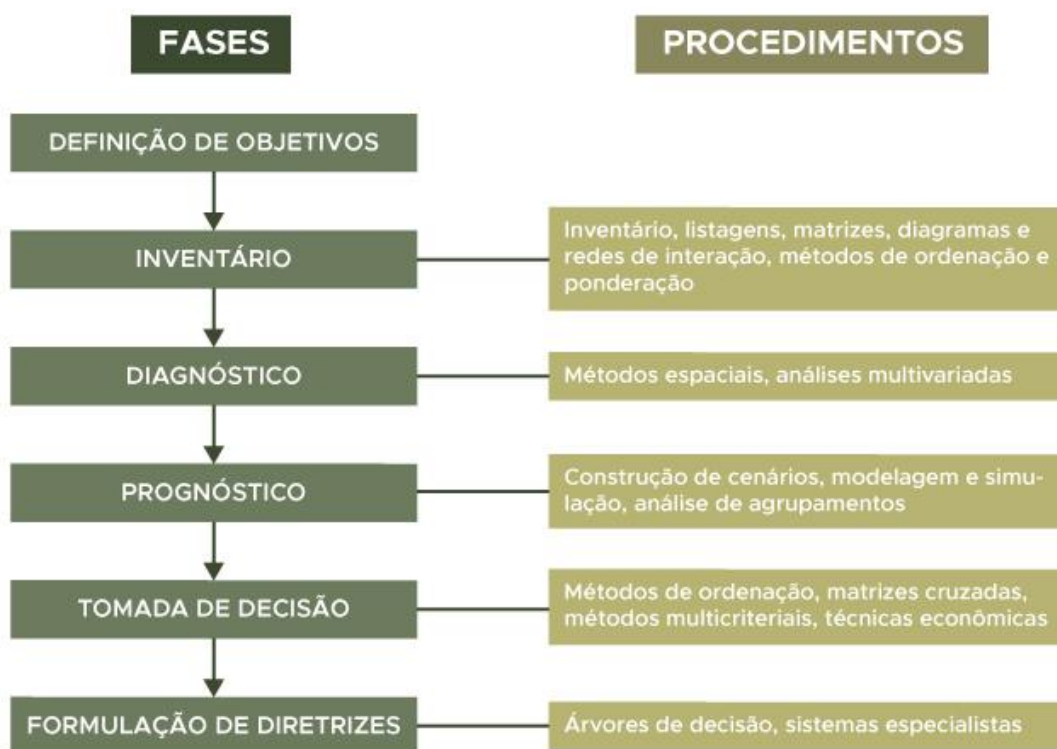 FASES
PROCEDIMENTOS
DEFINIÇÃO DE OBJETIVOS
INVENTÁRIO
Inventário, listagens, matrizes, diagramas e
redes de interação, métodos de ordenação e
ponderação
DIAGNÓSTICO
Métodos espaciais, análises multivariadas
PROGNÓSTICO
Construção de cenários, modelagem e simu-
lação, análise de agrupamentos
TOMADA DE DECISÃO
Métodos de ordenação, matrizes cruzadas,
métodos multicriteriais, técnicas econômicas
FORMULAÇÃO DE DIRETRIZES
Árvores de decisão, sistemas especialistas